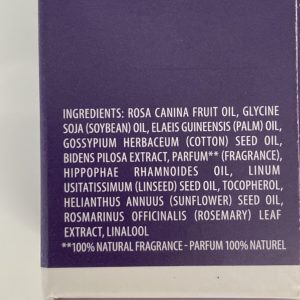 INGREDIENTS: ROSA CANINA FRUIT OIL, GLYCINE
SOJA (SOYBEAN) OIL, ELAEIS GUINEENSIS (PALM) OIL,
GOSSYPIUM HERBACEUM (COTTON) SEED OIL,
BIDENS PILOSA EXTRACT, PARFUM** (FRAGRANCE),
HIPPOPHAE RHAMNOIDES OIL, LINUM
USITATISSIMUM (LINSEED) SEED OIL, TOCOPHEROL,
HELIANTHUS ANNUUS (SUNFLOWER) SEED OIL,
ROSMARINUS OFFICINALIS (ROSEMARY) LEAF
EXTRACT, LINALOOL
**100% NATURAL FRAGRANCE - PARFUM 100% NATUREL